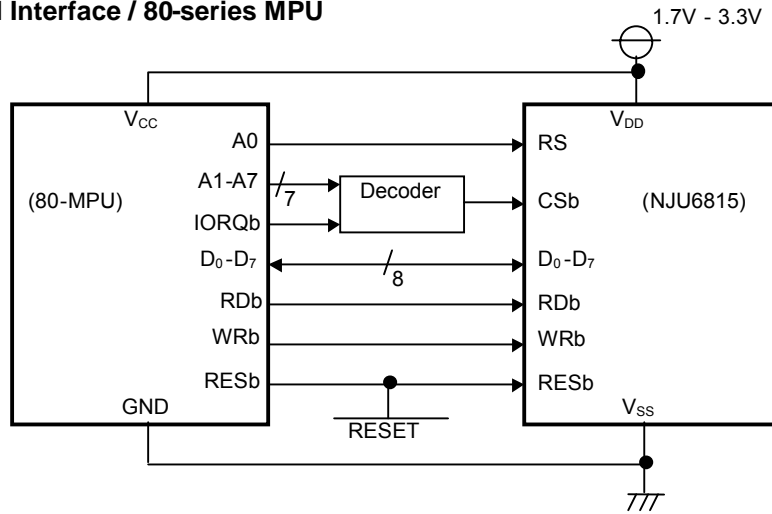 Interface / 80-series MPU
1.7V - 3.3V
VCC
VDD
A0
RS
A1-A7
7
Decoder
(80-MPU)
CSb
(NJU6815)
IORQb
D0-D7
8
D0-D7
RDb
RDb
WRb
WRb
RESb
RESb
GND
RESET
VSS